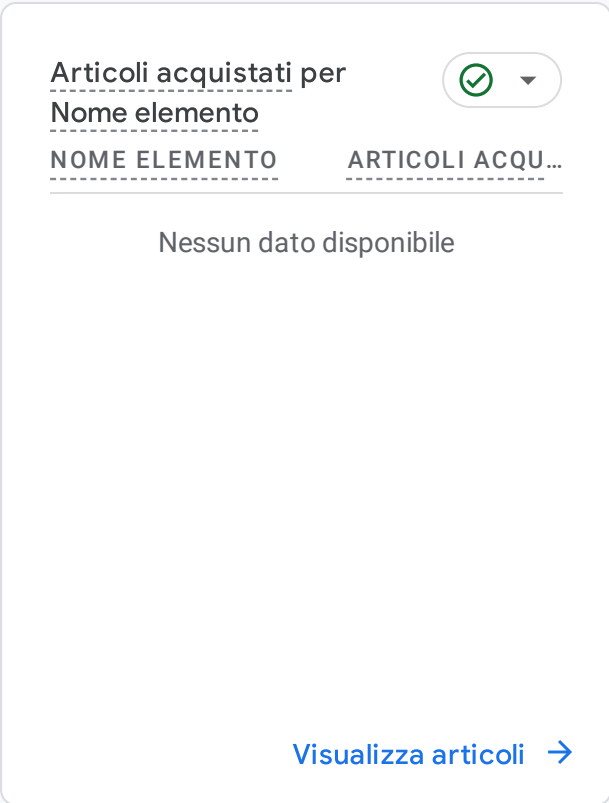 Articoli acquistati per
Nome elemento
NOME ELEMENTO ARTICOLI ACQU…
Nessun dato disponibile
Visualizza articoli